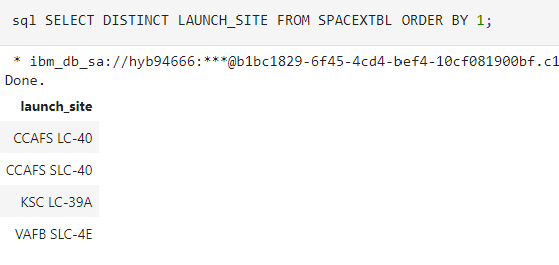 sql SELECT DISTINCT LAUNCH_SITE FROM SPACEXTBL ORDER BY 1;
* ibm_db_sa://hyb94666:***@b1bc1829-6f45-4cd4-bef4-10cf081900bf.c1
Done.
launch_site
CCAFS LC-40
CCAFS SLC-40
KSC LC-39A
VAFB SLC-4E